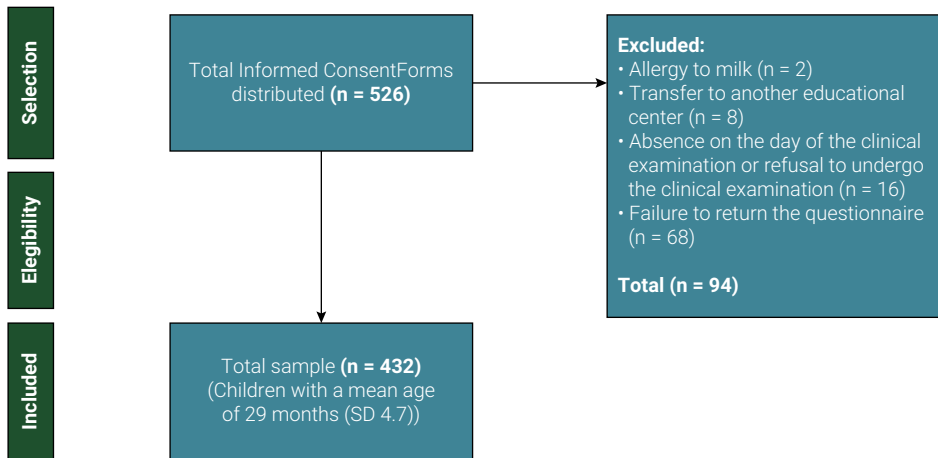 Selection
Total Informed ConsentForms
distributed (n = 526)
Excluded:
• Allergy to milk (n = 2)
• Transfer to another educational
center (n = 8)
• Absence on the day of the clinical
examination or refusal to undergo
the clinical examination (n = 16)
• Failure to return the questionnaire
(n = 68)
Total (n = 94)
Elegibility
Included
Total sample (n = 432)
(Children with a mean age
of 29 months (SD 4.7))